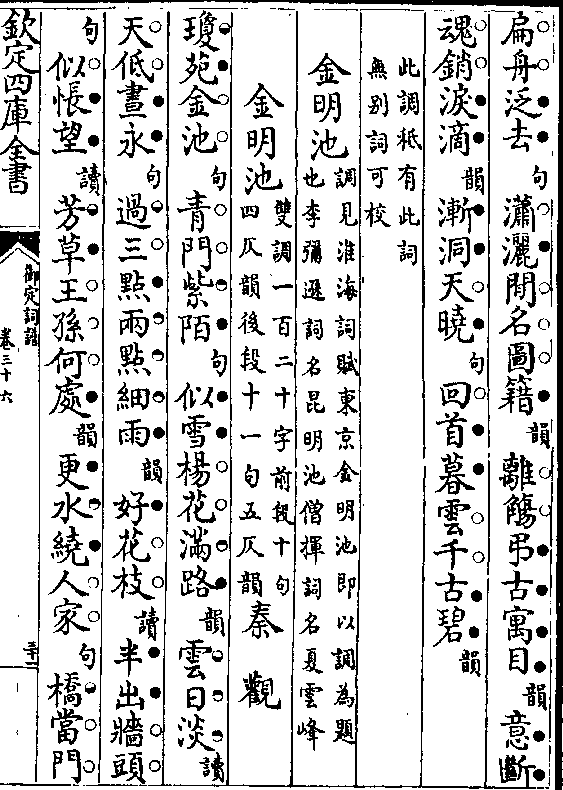 扁舟泛去句瀟灑閒名圖籍韻離觴弔古寓目韻意斷
魂銷淚滴韻漸洞天曉句回首暮雲千古碧韻
此調秪有此詞
無别詞可校
金明池調見淮海詞賦東京金明池即以調為題
也李彌遜詞名昆明池僧揮詞名夏雲峰
金明池雙調一百二十字前段十句
四仄韻後段十一句五仄韻秦觀
瓊苑金池句青門紫陌句似雪楊花滿路韻雲日淡讀
天低晝永句過三點兩點細雨韻好花枝讀半出牆頭
句似悵望讀芳草王孫何處韻更水繞人家句橋當門
欽定四庫全書
御定詞譜
卷三十六